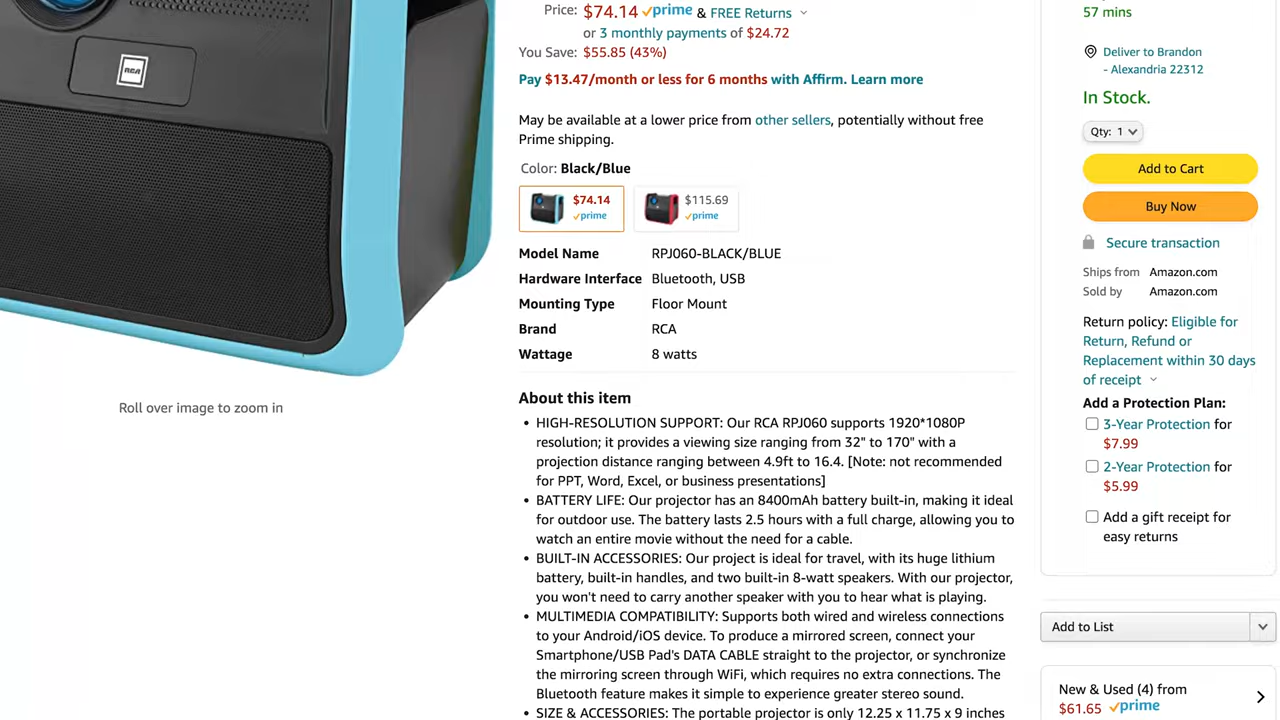 Price: $74.14 prime & FREE Returns
or 3 monthly payments of $24.72
You Save: $55.85 (43%)
Pay $13.47/month or less for 6 months with Affirm. Learn more
May be available at a lower price from other sellers, potentially without free
Prime shipping.
Color: Black/Blue
$74.14
prime
$115.69
prime
Model Name RPJ060-BLACK/BLUE
Hardware Interface Bluetooth, USB
Mounting Type Floor Mount
Brand RCA
Wattage 8 watts
About this item
• HIGH-RESOLUTION SUPPORT: Our RCA RPJ060 supports 1920*1080P
resolution; it provides a viewing size ranging from 32" to 170" with a
projection distance ranging between 4.9ft to 16.4. [Note: not recommended
for PPT, Word, Excel, or business presentations]
• BATTERY LIFE: Our projector has an 8400mAh battery built-in, making it ideal
for outdoor use. The battery lasts 2.5 hours with a full charge, allowing you to
watch an entire movie without the need for a cable.
• BUILT-IN ACCESSORIES: Our project is ideal for travel, with its huge lithium
battery, built-in handles, and two built-in 8-watt speakers. With our projector,
you won't need to carry another speaker with you to hear what is playing.
• MULTIMEDIA COMPATIBILITY: Supports both wired and wireless connections
to your Android/iOS device. To produce a mirrored screen, connect your
Smartphone/USB Pad's DATA CABLE straight to the projector, or synchronize
the mirroring screen through WiFi, which requires no extra connections. The
Bluetooth feature makes it simple to experience greater stereo sound.
• SIZE & ACCESSORIES: The portable projector is only 12.25 x 11.75 x 9 inches
RCA
Roll over image to zoom in
57 mins
Deliver to Brandon
- Alexandria 22312
In Stock.
Qty: 1
Add to Cart
Buy Now
Secure transaction
Ships from Amazon.com
Sold by Amazon.com
Return policy: Eligible for
Return, Refund or
Replacement within 30 days
of receipt
Add a Protection Plan:
3-Year Protection for
$7.99
2-Year Protection for
$5.99
Add a gift receipt for
easy returns
Add to List
New & Used (4) from
$61.65 prime